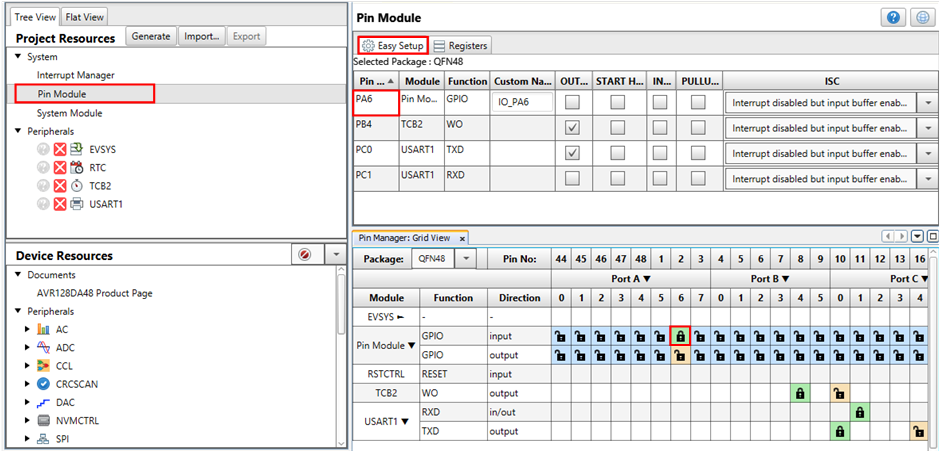 Tree View Flat View
Project Resources Generate Import... Export
System
Interrupt Manager
Pin Module
System Module
Peripherals
EVSYS
RTC
TCB2
USART1
Device Resources
Documents
AVR128DA48 Product Page
Peripherals
AC
ADC
CCL
CRCSCAN
DAC
NVMCTRL
SPI
Pin Module
Easy Setup Registers
Selected Package : QFN48
Pin ... Module Function Custom Na... OUT... START H... IN... PULLU... ISC
PA6 Pin Mo... GPIO IO_PA6 Interrupt disabled but input buffer enab...
PB4 TCB2 WO Interrupt disabled but input buffer enab...
PC0 USART1 TXD Interrupt disabled but input buffer enab...
PC1 USART1 RXD Interrupt disabled but input buffer enab...
Pin Manager: Grid View x
Package: QFN48 Pin No: 44 45 46 47 48 1 2 3 4 5 6 7 8 9 10 11 12 13 16
Port A ▼ Port B ▼ Port C ▼
Module Function Direction 0 1 2 3 4 5 6 7 0 1 2 3 4 5 0 1 2 3 4
EVSYS ► - -
Pin Module ▼ GPIO input
GPIO output
RSTCTRL RESET input
TCB2 WO output
USART1 ▼ RXD in/out
TXD output